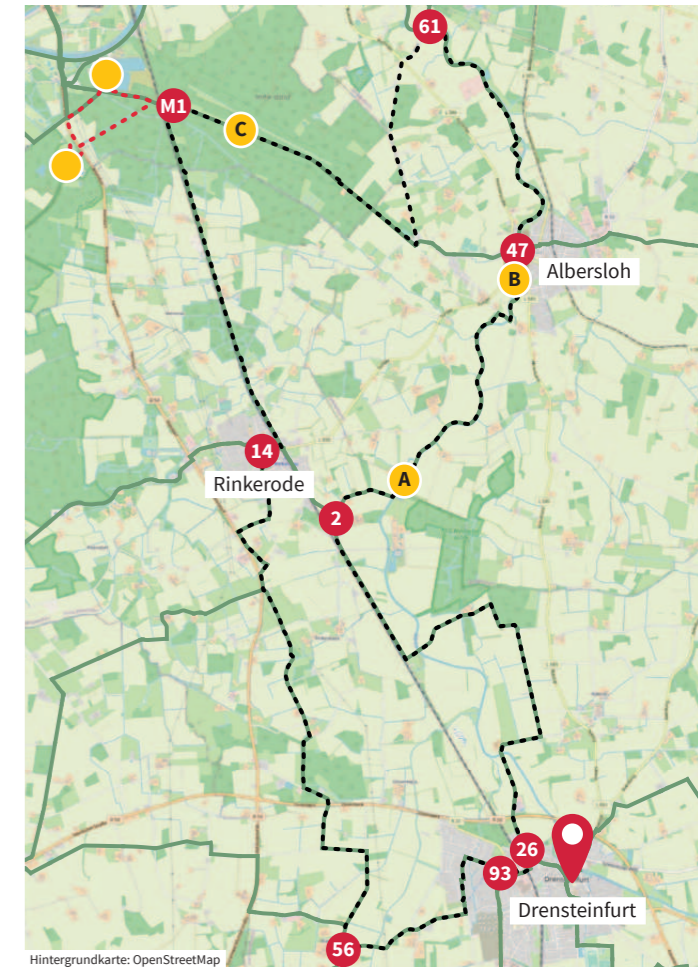 61
M1
C
47
Albersloh
B
14
Rinkerode
A
2
26
93
Drensteinfurt
56
Hintergrundkarte: OpenStreetMap